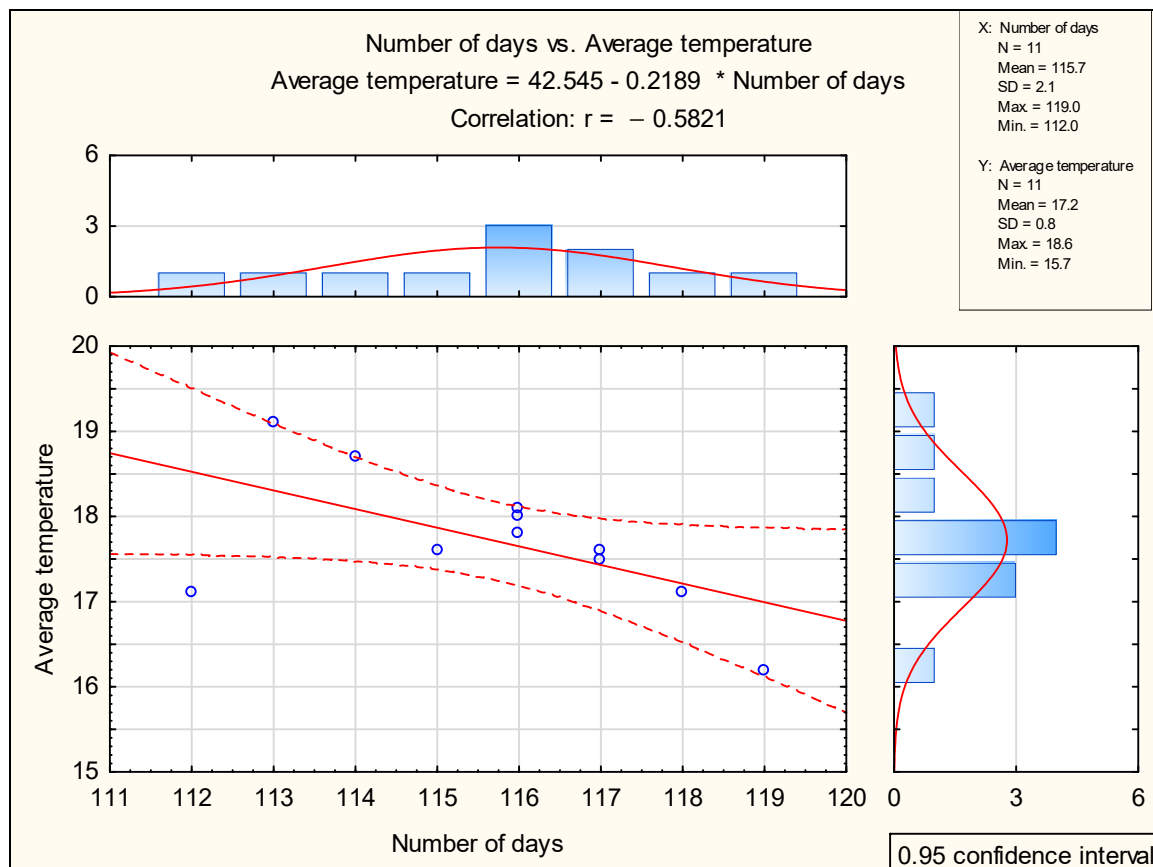 Number of days vs. Average temperature
Average temperature = 42.545 - 0.2189 * Number of days
Correlation: r = – 0.5821
X: Number of days
N = 11
Mean = 115.7
SD = 2.1
Max. = 119.0
Min. = 112.0
Y: Average temperature
N = 11
Mean = 17.2
SD = 0.8
Max. = 18.6
Min. = 15.7
6
3
0
20
19
18
17
16
15
Average temperature
111 112 113 114 115 116 117 118 119 120
Number of days
0 3 6
0.95 confidence interval